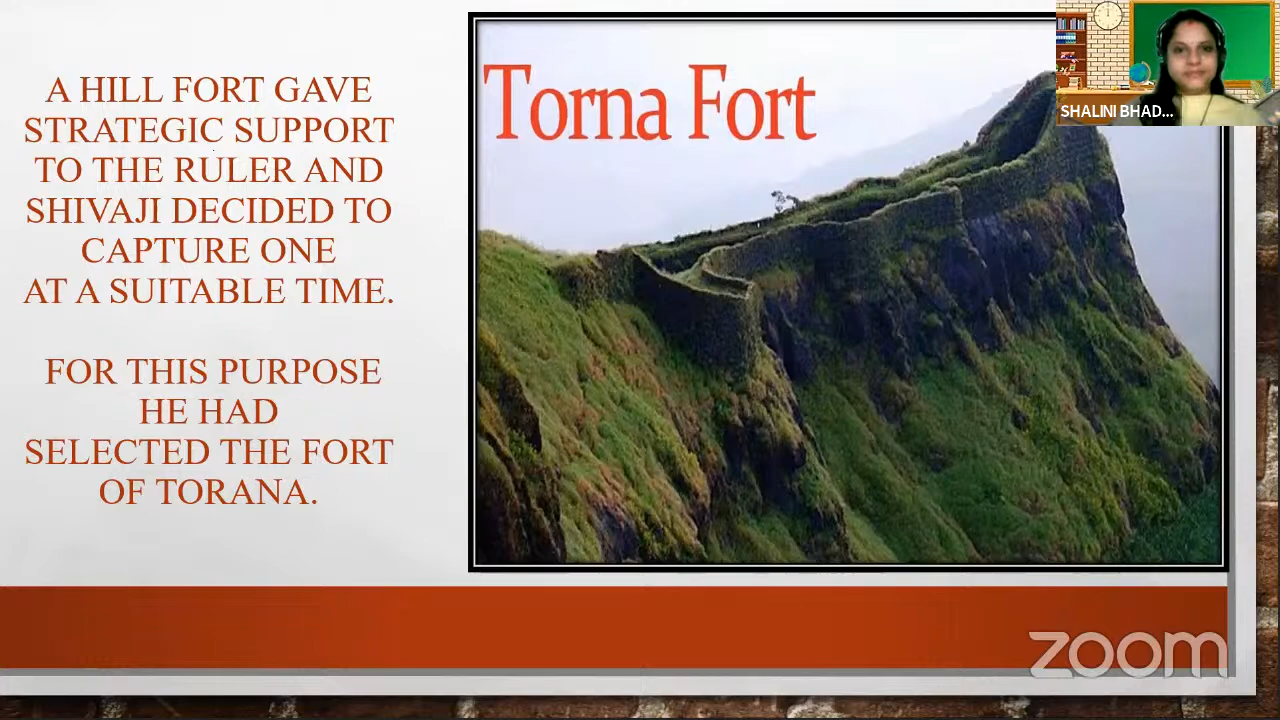 A HILL FORT GAVE
STRATEGIC SUPPORT
TO THE RULER AND
SHIVAJI DECIDED TO
CAPTURE ONE
AT A SUITABLE TIME.
FOR THIS PURPOSE
HE HAD
SELECTED THE FORT
OF TORANA.
Torna Fort
SHALINI BHAD...
zoom